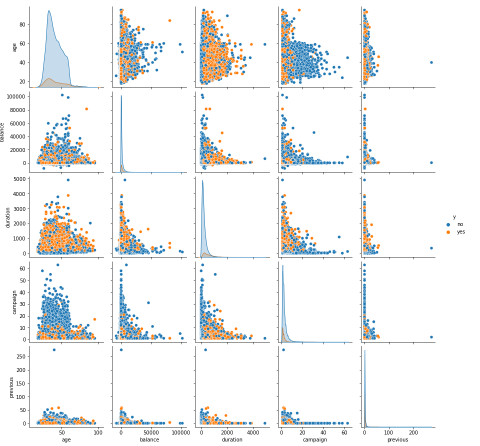 age
80
60
40
20
balance
100000
80000
60000
40000
20000
0
duration
5000
4000
3000
2000
1000
0
y
no
yes
campaign
60
50
40
30
20
10
0
previous
250
200
150
100
50
0
50 100
0 50000 100000
0 2000 4000
0 20 40 60
0 100 200
age balance duration campaign previous